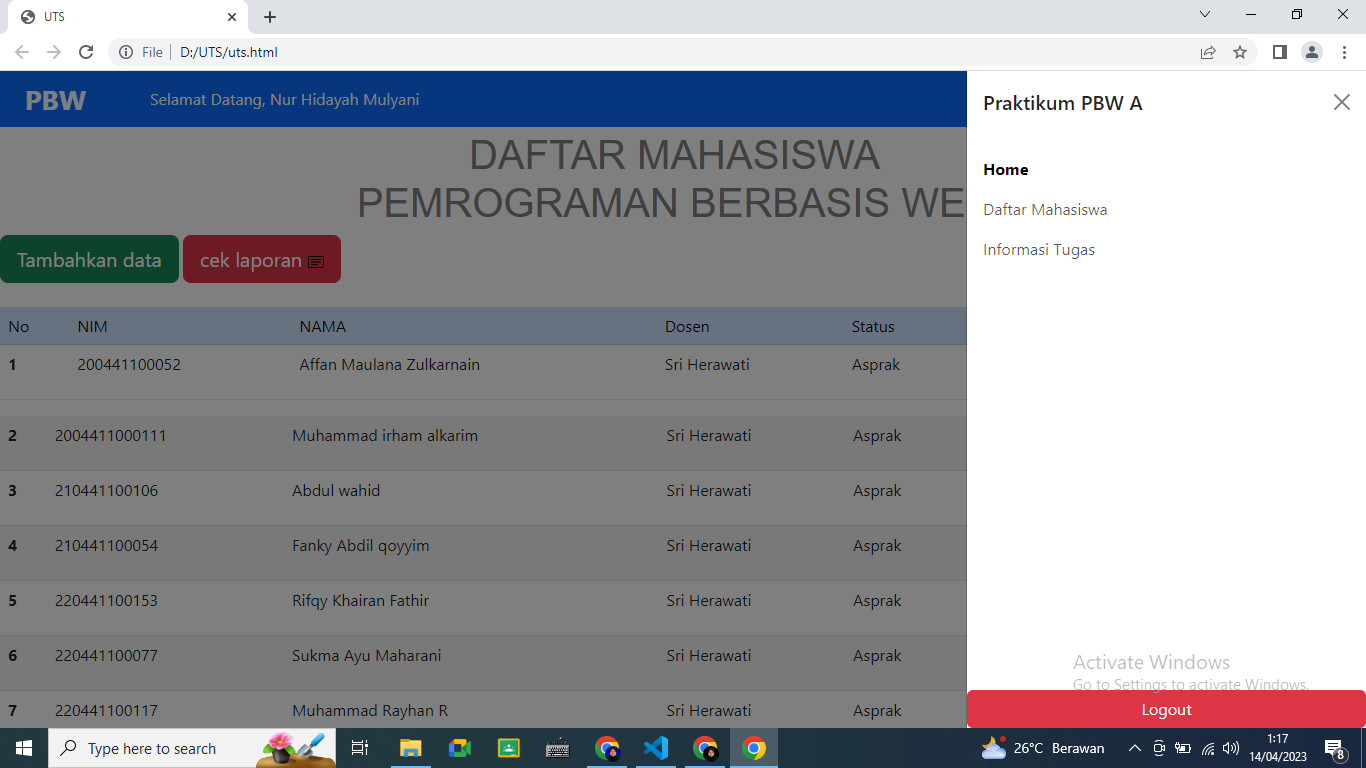 UTS
File D:/UTS/uts.html
PBW Selamat Datang, Nur Hidayah Mulyani
Praktikum PBW A
DAFTAR MAHASISWA
PEMROGRAMAN BERBASIS WE
Home
Daftar Mahasiswa
Informasi Tugas
Tambahkan data cek laporan
No NIM NAMA Dosen Status
1 200441100052 Affan Maulana Zulkarnain Sri Herawati Asprak
2 2004411000111 Muhammad irham alkarim Sri Herawati Asprak
3 210441100106 Abdul wahid Sri Herawati Asprak
4 210441100054 Fanky Abdil qoyyim Sri Herawati Asprak
5 220441100153 Rifqy Khairan Fathir Sri Herawati Asprak
6 220441100077 Sukma Ayu Maharani Sri Herawati Asprak
7 220441100117 Muhammad Rayhan R Sri Herawati Asprak
Activate Windows
Go to Settings to activate Windows.
Logout
Type here to search
26°C Berawan
1:17
14/04/2023
8